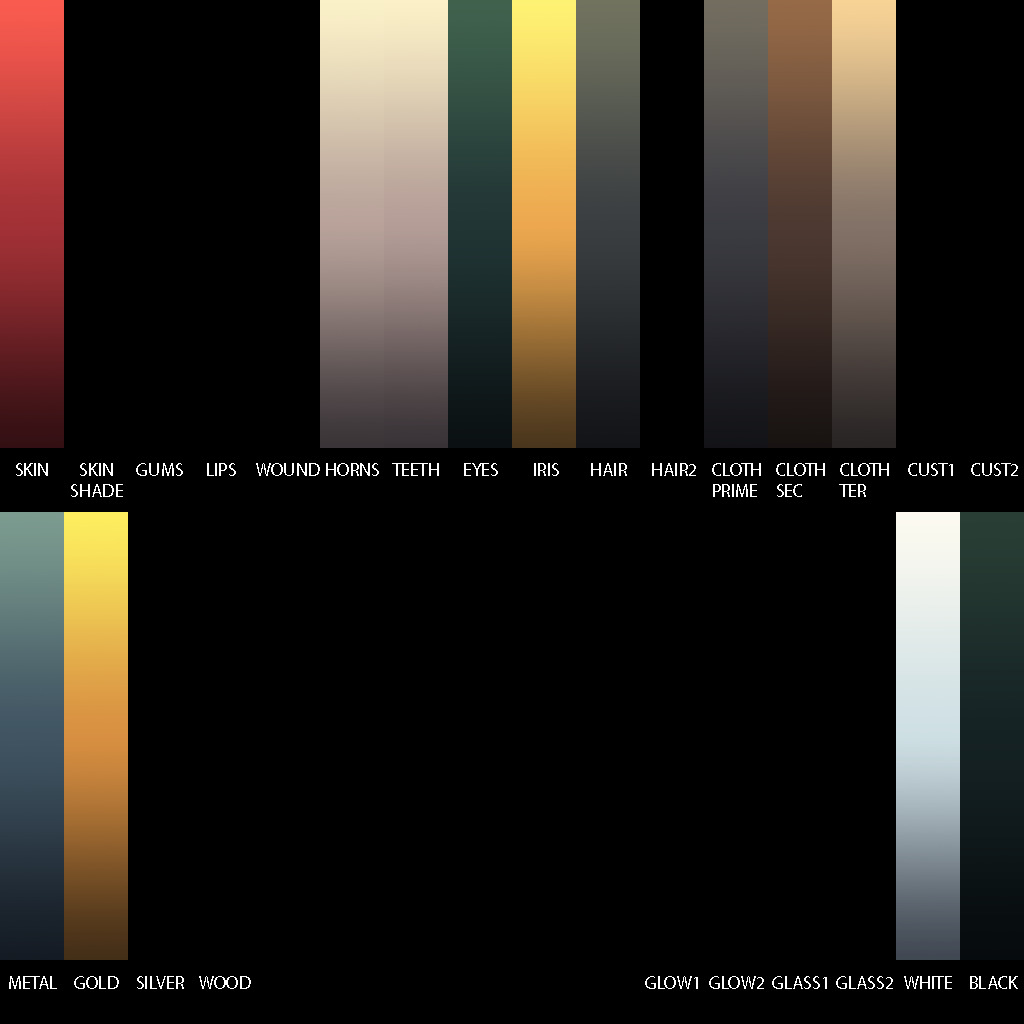 SKIN SKIN GUMS LIPS WOUND HORNS TEETH EYES IRIS HAIR HAIR2 CLOTH CLOTH CLOTH CUST1 CUST2
SHADE PRIME SEC TER
METAL GOLD SILVER WOOD GLOW1 GLOW2 GLASS1 GLASS2 WHITE BLACK